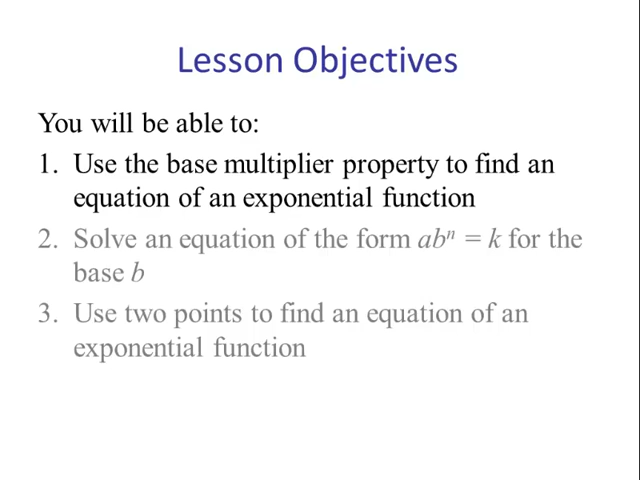 Lesson Objectives
You will be able to:
1. Use the base multiplier property to find an
equation of an exponential function
2. Solve an equation of the form abⁿ = k for the
base b
3. Use two points to find an equation of an
exponential function